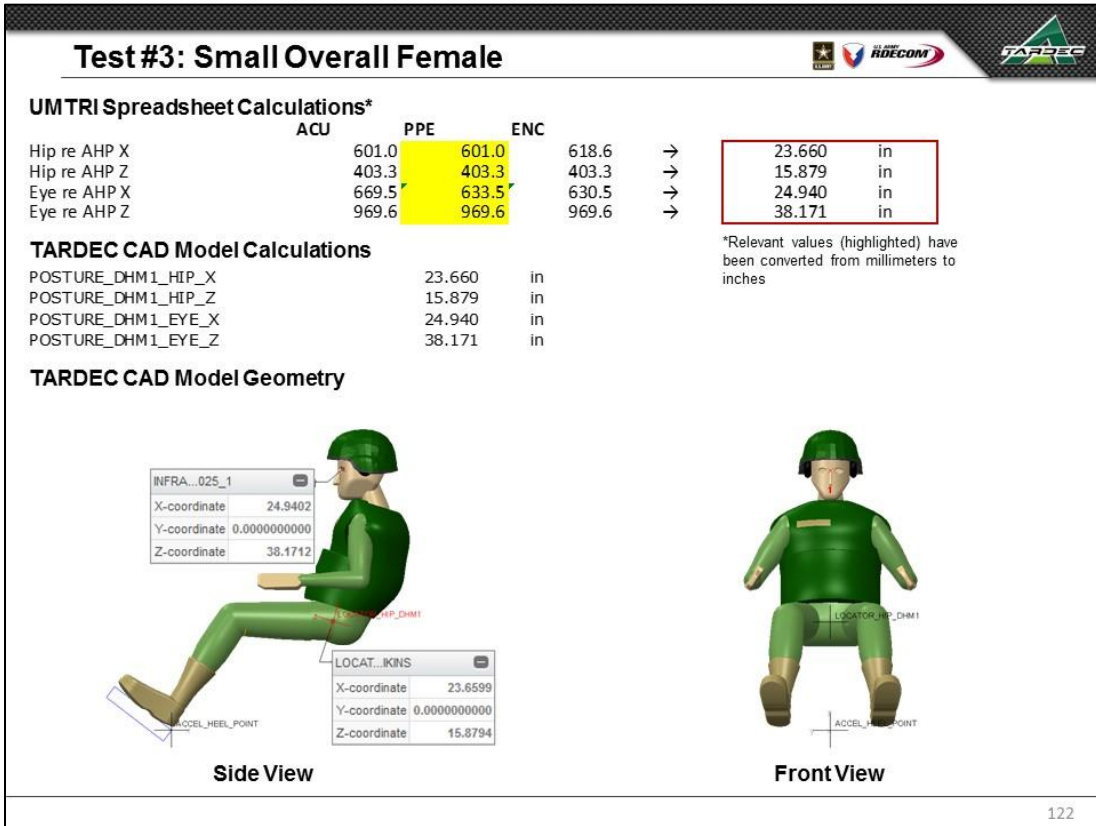 Test #3: Small Overall Female
U.S. ARMY
U.S. ARMY
RDECOM
TARDEC
UMTRI Spreadsheet Calculations*
ACU PPE ENC
Hip re AHP X 601.0 601.0 618.6 → 23.660 in
Hip re AHP Z 403.3 403.3 403.3 → 15.879 in
Eye re AHP X 669.5 633.5 630.5 → 24.940 in
Eye re AHP Z 969.6 969.6 969.6 → 38.171 in
*Relevant values (highlighted) have
been converted from millimeters to
inches
TARDEC CAD Model Calculations
POSTURE_DHM1_HIP_X 23.660 in
POSTURE_DHM1_HIP_Z 15.879 in
POSTURE_DHM1_EYE_X 24.940 in
POSTURE_DHM1_EYE_Z 38.171 in
TARDEC CAD Model Geometry
INFRA...025_1
X-coordinate 24.9402
Y-coordinate 0.0000000000
Z-coordinate 38.1712
LOCATOR_HIP_DHM1
LOCAT...IKINS
X-coordinate 23.6599
Y-coordinate 0.0000000000
Z-coordinate 15.8794
ACCEL_HEEL_POINT
Side View
LOCATOR_HIP_DHM1
ACCEL_HEEL_POINT
Front View
122